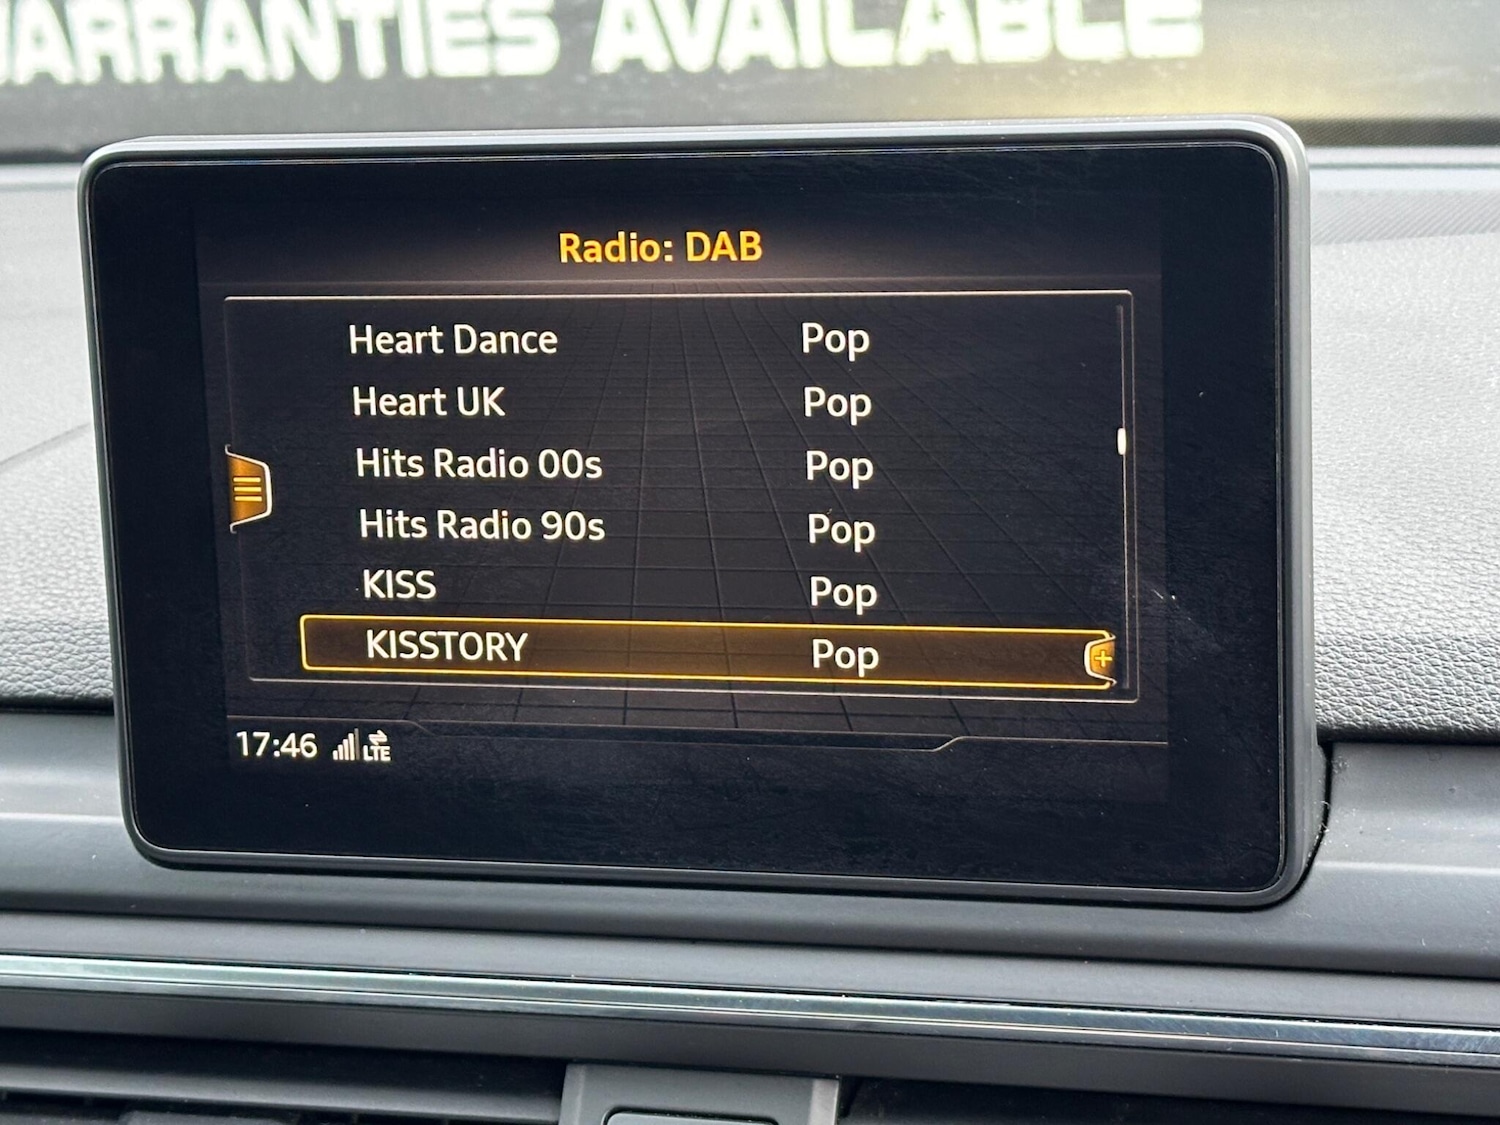 WARRANTIES AVAILABLE
Radio: DAB
Heart Dance Pop
Heart UK Pop
Hits Radio 00s Pop
Hits Radio 90s Pop
KISS Pop
KISSTORY Pop
17:46 LTE